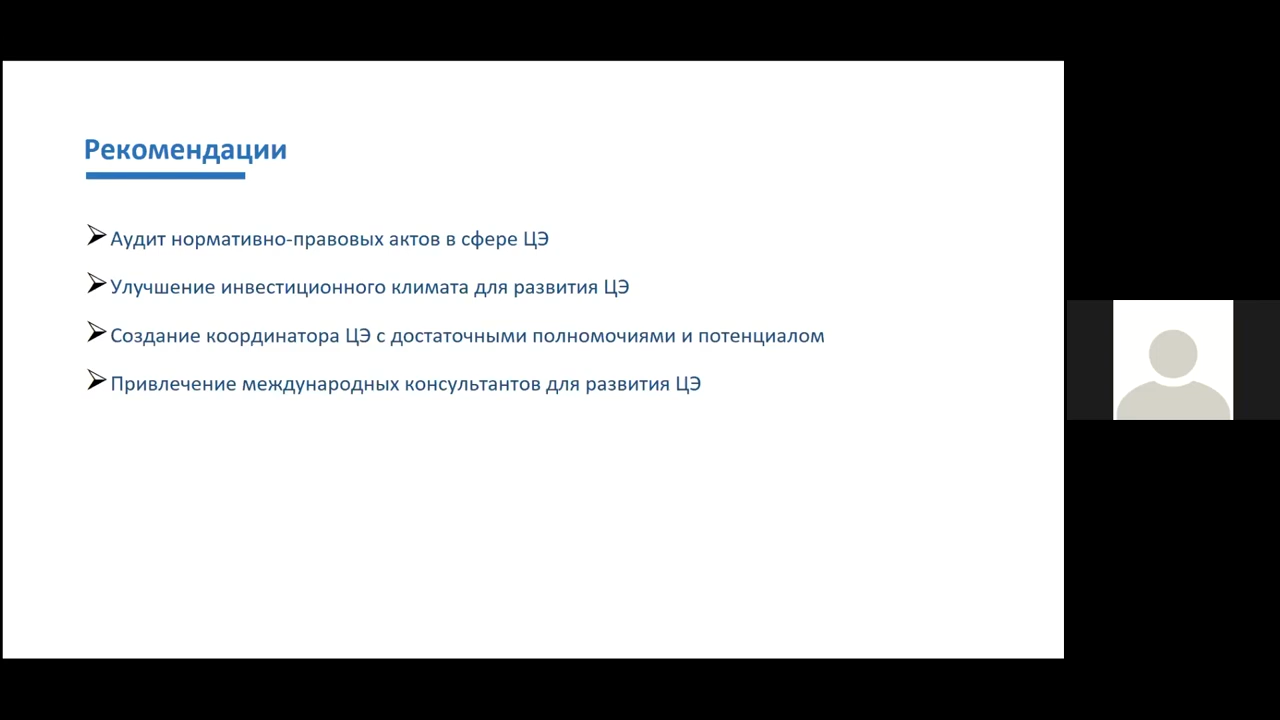 Рекомендации
Аудит нормативно-правовых актов в сфере ЦЭ
Улучшение инвестиционного климата для развития ЦЭ
Создание координатора ЦЭ с достаточными полномочиями и потенциалом
Привлечение международных консультантов для развития ЦЭ